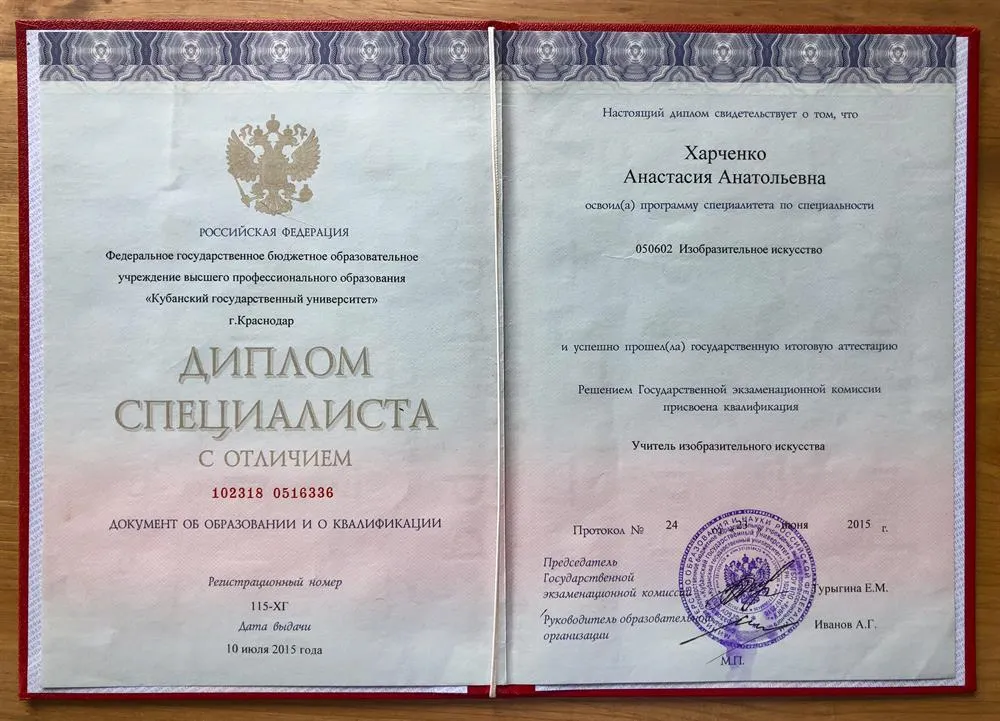 РОССИЙСКАЯ ФЕДЕРАЦИЯ
Федеральное государственное бюджетное образовательное
учреждение высшего профессионального образования
«Кубанский государственный университет»
г.Краснодар
ДИПЛОМ
СПЕЦИАЛИСТА
С ОТЛИЧИЕМ
102318 0516336
ДОКУМЕНТ ОБ ОБРАЗОВАНИИ И О КВАЛИФИКАЦИИ
Регистрационный номер
115-ХГ
Дата выдачи
10 июля 2015 года
Настоящий диплом свидетельствует о том, что
Харченко
Анастасия Анатольевна
освоил(а) программу специалитета по специальности
050602 Изобразительное искусство
и успешно прошел(ла) государственную итоговую аттестацию
Решением Государственной экзаменационной комиссии
присвоена квалификация
Учитель изобразительного искусства
Протокол № 24 июня 2015 г.
Председатель
Государственной
экзаменационной комиссии Турыгина Е.М.
Руководитель образовательной
организации Иванов А.Г.
М.П.